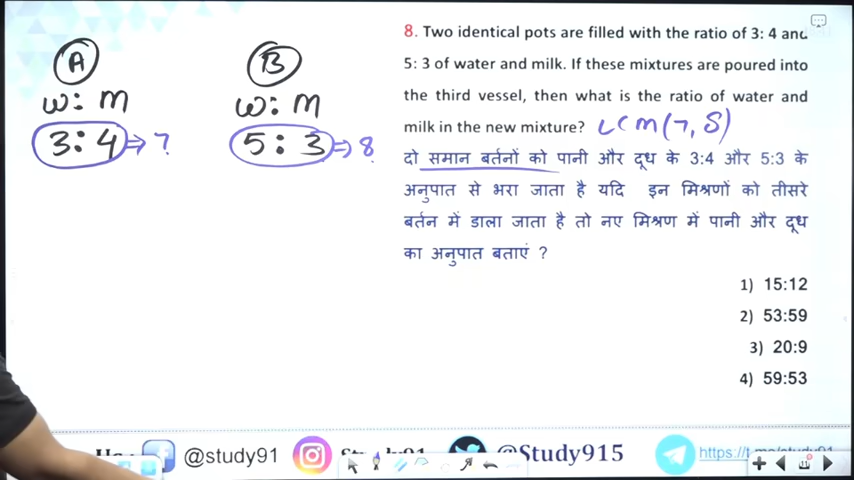 8. Two identical pots are filled with the ratio of 3: 4 and
5: 3 of water and milk. If these mixtures are poured into
the third vessel, then what is the ratio of water and
milk in the new mixture? LCM(7, 8)
दो समान बर्तनों को पानी और दूध के 3:4 और 5:3 के
अनुपात से भरा जाता है यदि इन मिश्रणों को तीसरे
बर्तन में डाला जाता है तो नए मिश्रण में पानी और दूध
का अनुपात बताएं ?
1) 15:12
2) 53:59
3) 20:9
4) 59:53
A
W: M
3:4 ⇒ 7
B
W: M
5:3 ⇒ 8
@study91
@Study915